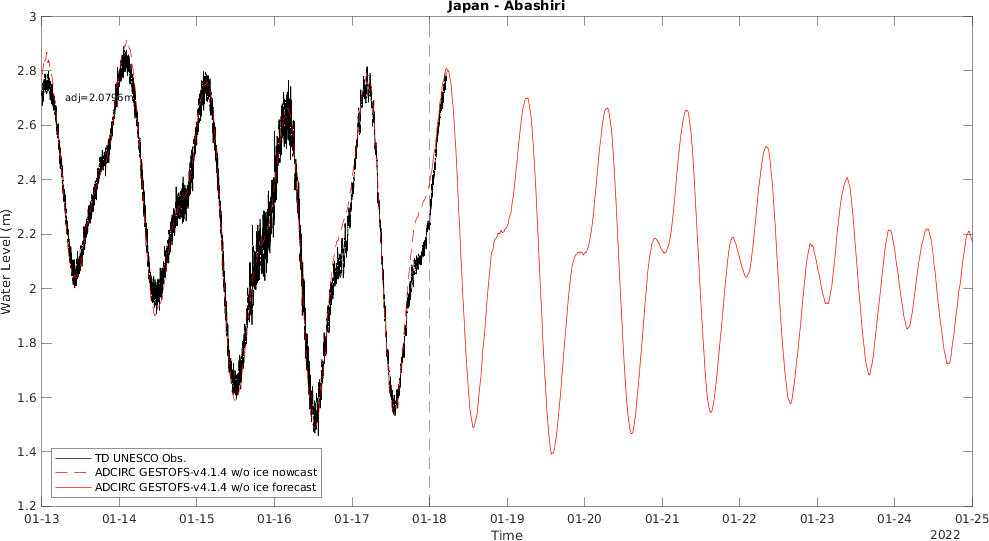 Japan - Abashiri
3
2.8
2.6
2.4
2.2
2
1.8
1.6
1.4
1.2
Water Level (m)
adj=2.0796m
TD UNESCO Obs.
ADCIRC GESTOFS-v4.1.4 w/o ice nowcast
ADCIRC GESTOFS-v4.1.4 w/o ice forecast
01-13 01-14 01-15 01-16 01-17 01-18 01-19 01-20 01-21 01-22 01-23 01-24 01-25
Time
2022